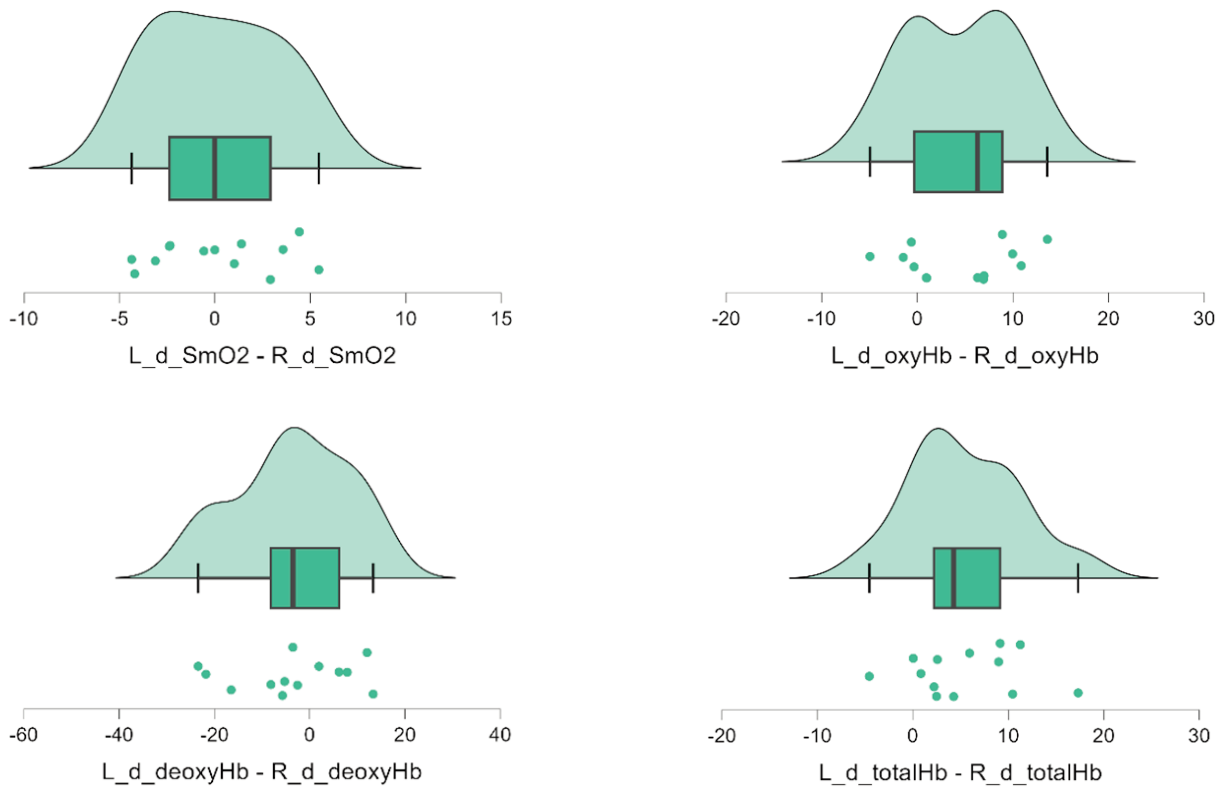 -10 -5 0 5 10 15
L_d_SmO2 - R_d_SmO2
-20 -10 0 10 20 30
L_d_oxyHb - R_d_oxyHb
-60 -40 -20 0 20 40
L_d_deoxyHb - R_d_deoxyHb
-20 -10 0 10 20 30
L_d_totalHb - R_d_totalHb